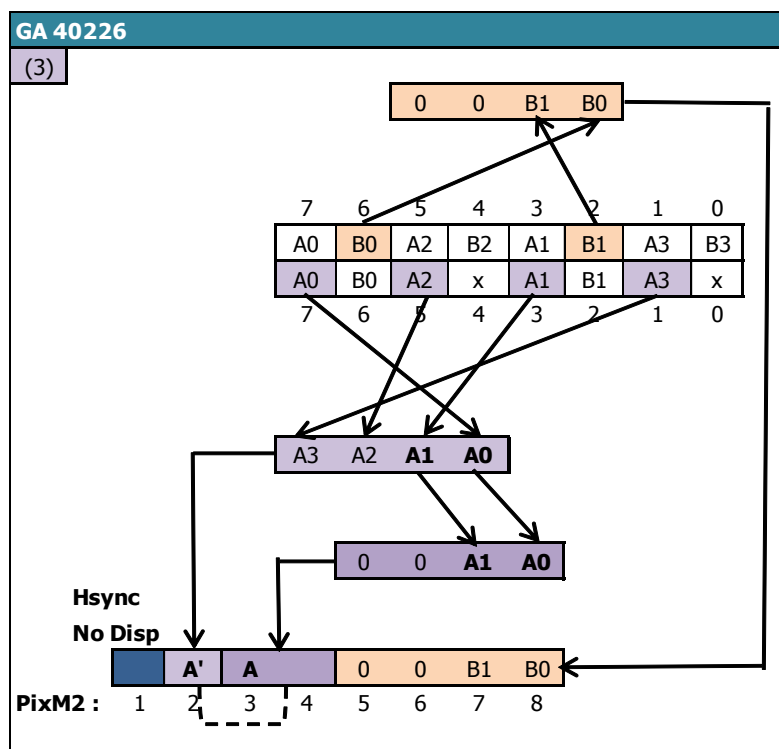 GA 40226
(3)
0 0 B1 B0
7 6 5 4 3 2 1 0
A0 B0 A2 B2 A1 B1 A3 B3
A0 B0 A2 x A1 B1 A3 x
7 6 5 4 3 2 1 0
A3 A2 A1 A0
0 0 A1 A0
Hsync
No Disp
A' A 0 0 B1 B0
PixM2 : 1 2 3 4 5 6 7 8